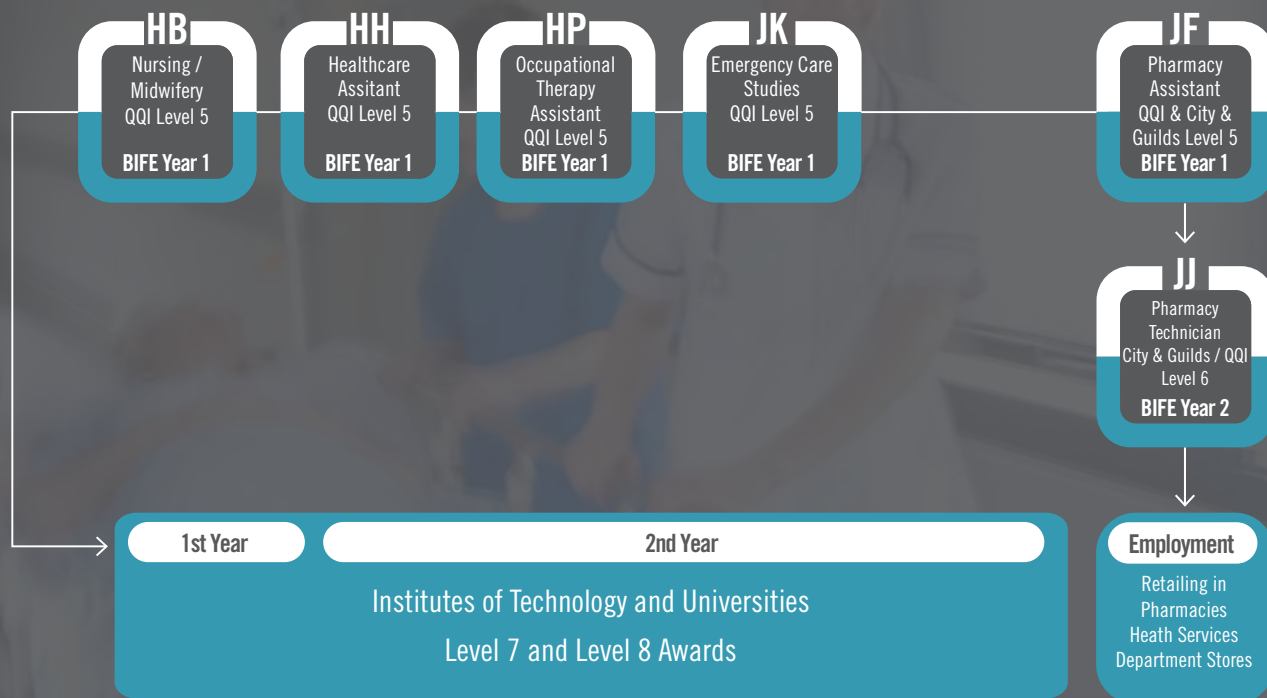 HB
Nursing /
Midwifery
QQI Level 5
BIFE Year 1
HH
Healthcare
Assitant
QQI Level 5
BIFE Year 1
HP
Occupational
Therapy
Assistant
QQI Level 5
BIFE Year 1
JK
Emergency Care
Studies
QQI Level 5
BIFE Year 1
JF
Pharmacy
Assistant
QQI & City &
Guilds Level 5
BIFE Year 1
JJ
Pharmacy
Technician
City & Guilds / QQI
Level 6
BIFE Year 2
1st Year
2nd Year
Institutes of Technology and Universities
Level 7 and Level 8 Awards
Employment
Retailing in
Pharmacies
Heath Services
Department Stores